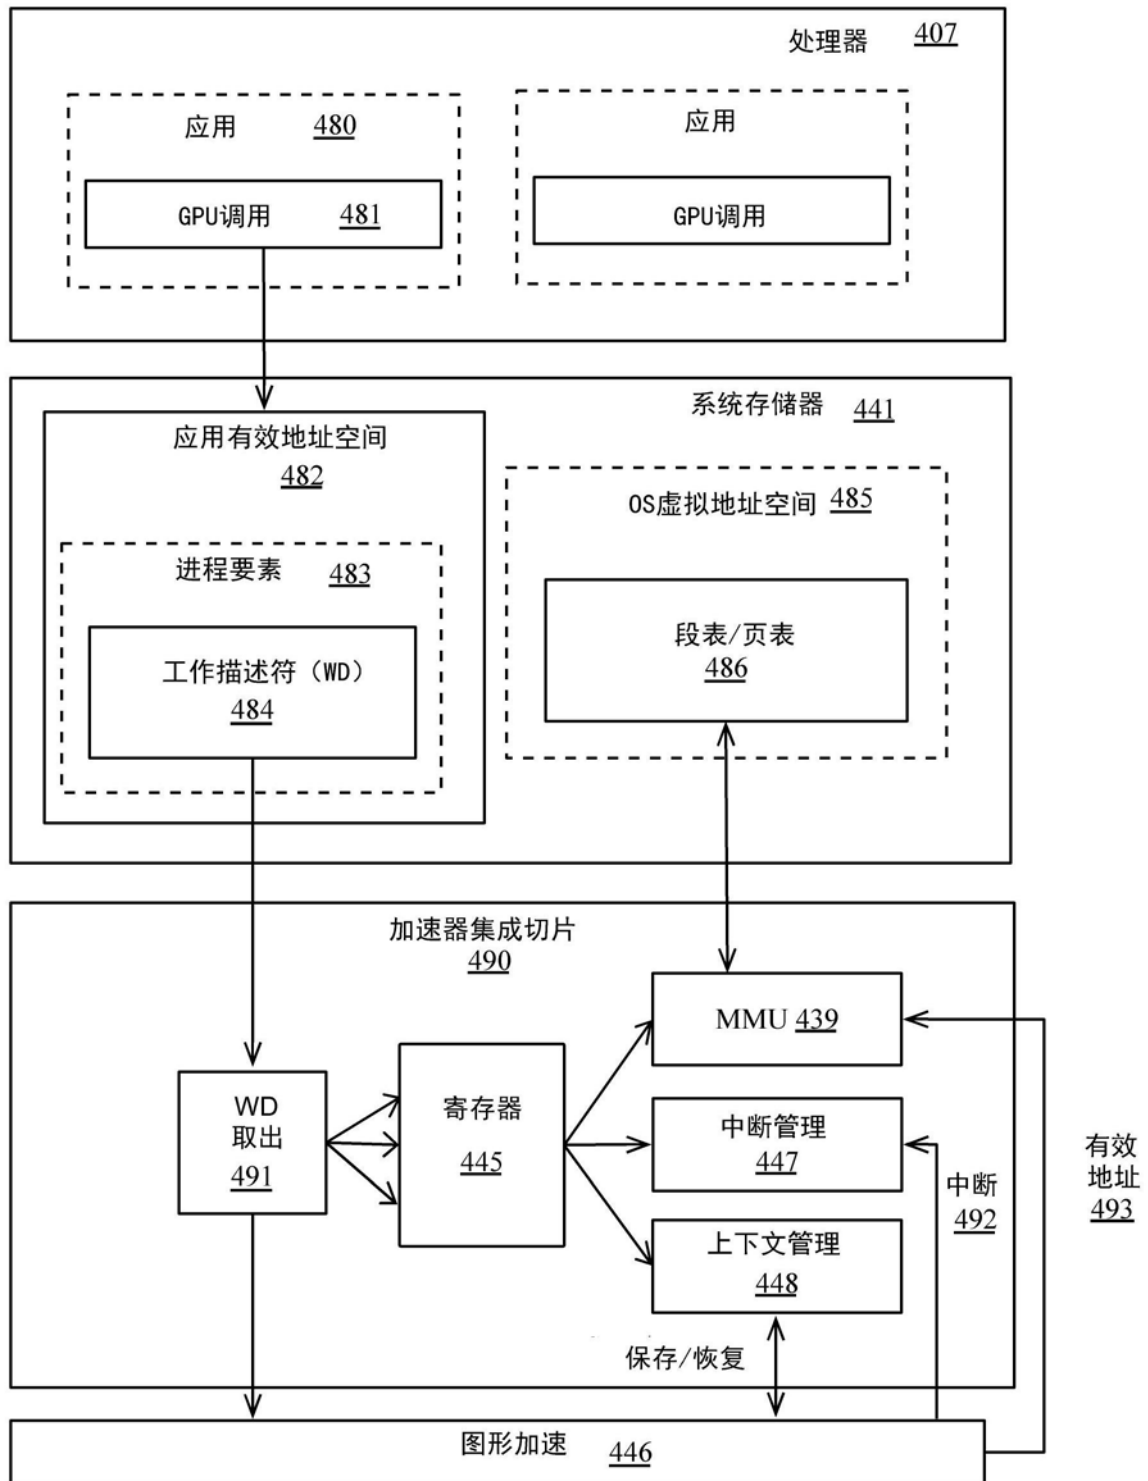 处理器 407
应用 480
GPU调用 481
应用
GPU调用
系统存储器 441
应用有效地址空间
482
进程要素 483
工作描述符（WD）
484
OS虚拟地址空间 485
段表/页表
486
加速器集成切片
490
WD
取出
491
寄存器
445
MMU 439
中断管理
447
上下文管理
448
中断
492
有效
地址
493
保存/恢复
图形加速 446